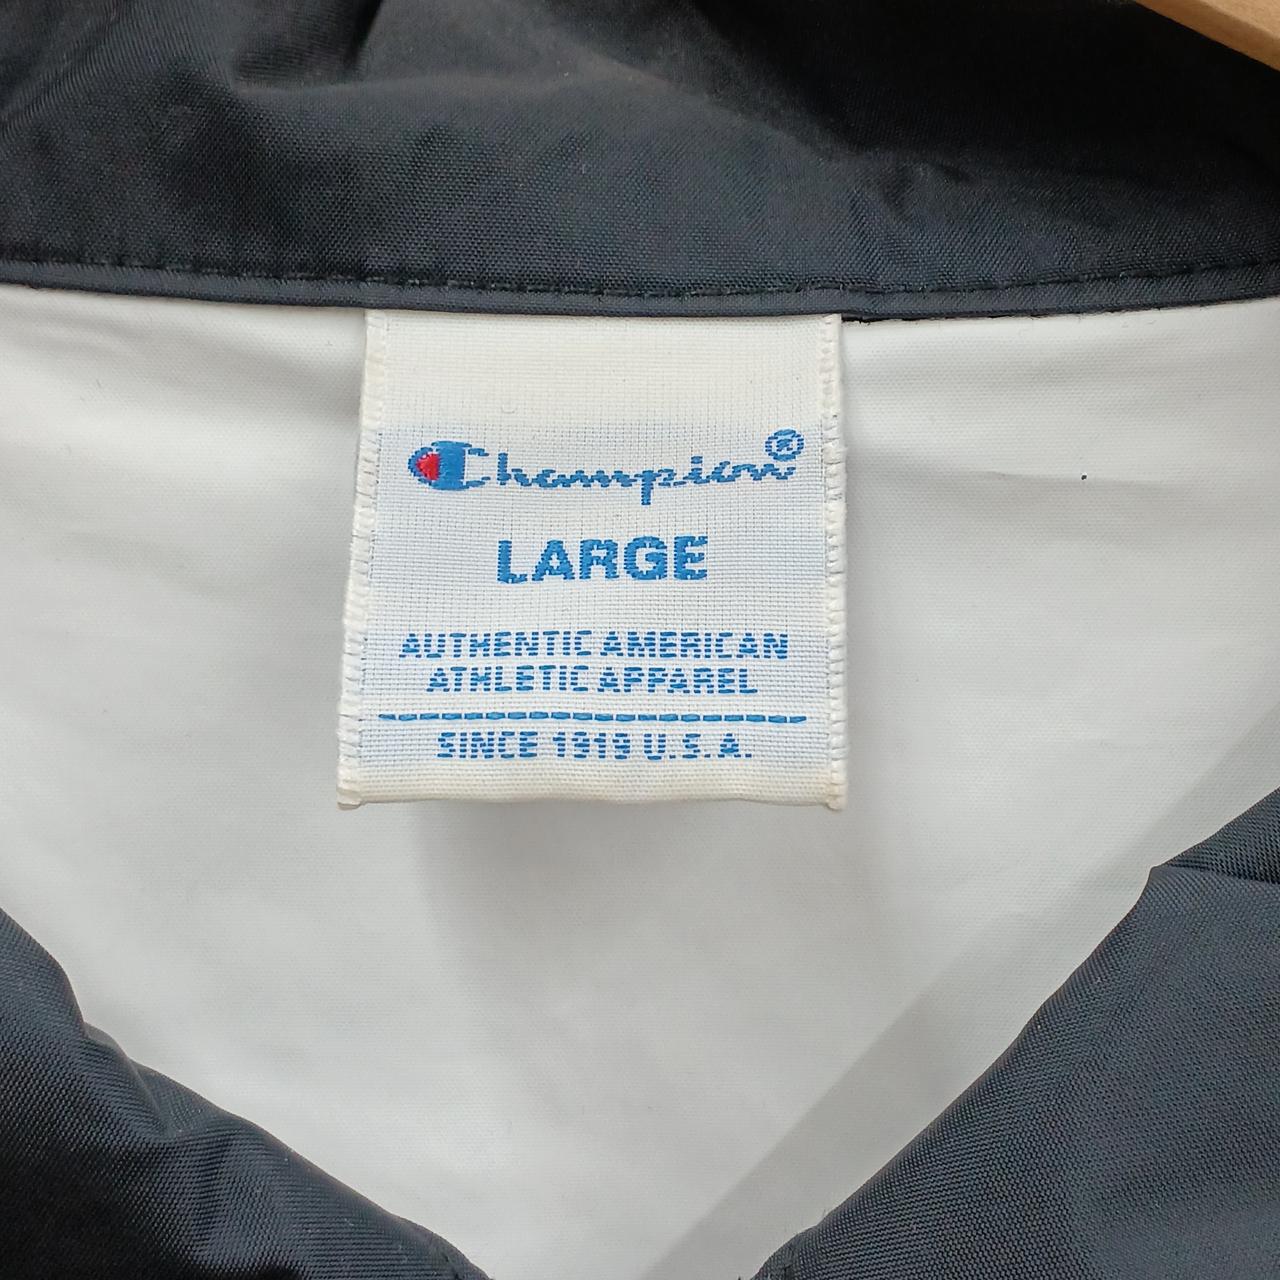 Champion®
LARGE
AUTHENTIC AMERICAN
ATHLETIC APPAREL
SINCE 1919 U.S.A.